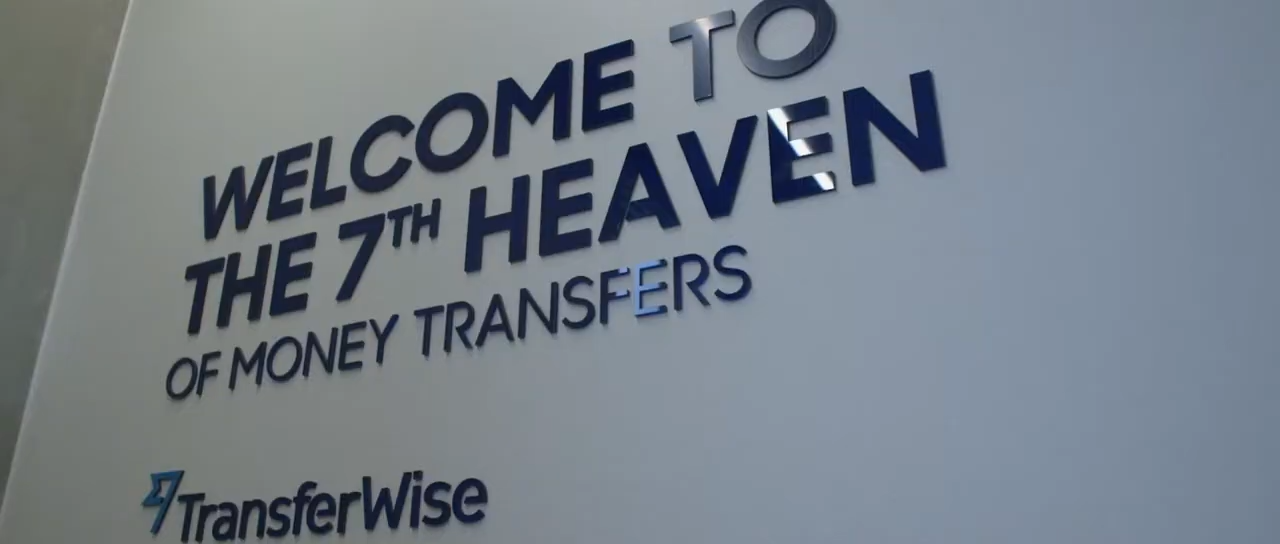 WELCOME TO
THE 7TH HEAVEN
OF MONEY TRANSFERS
TransferWise